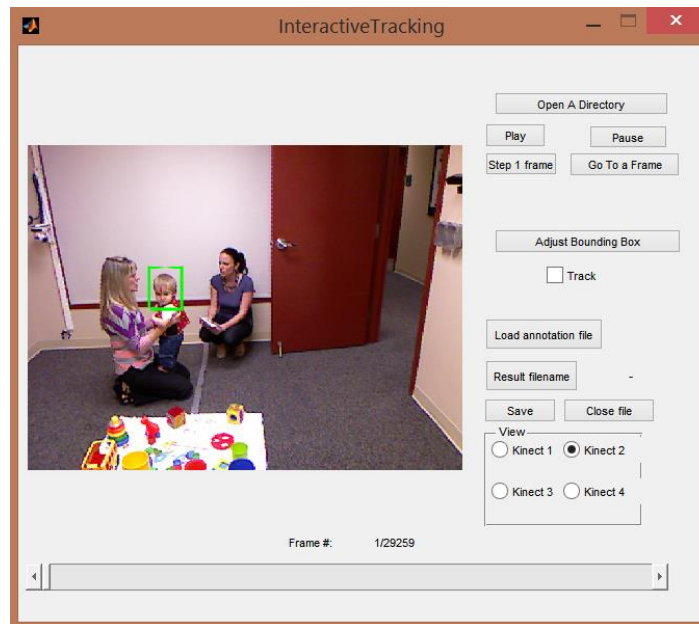 InteractiveTracking
Open A Directory
Play Pause
Step 1 frame Go To a Frame
Adjust Bounding Box
Track
Load annotation file
Result filename -
Save Close file
View
Kinect 1 Kinect 2
Kinect 3 Kinect 4
Frame #: 1/29259